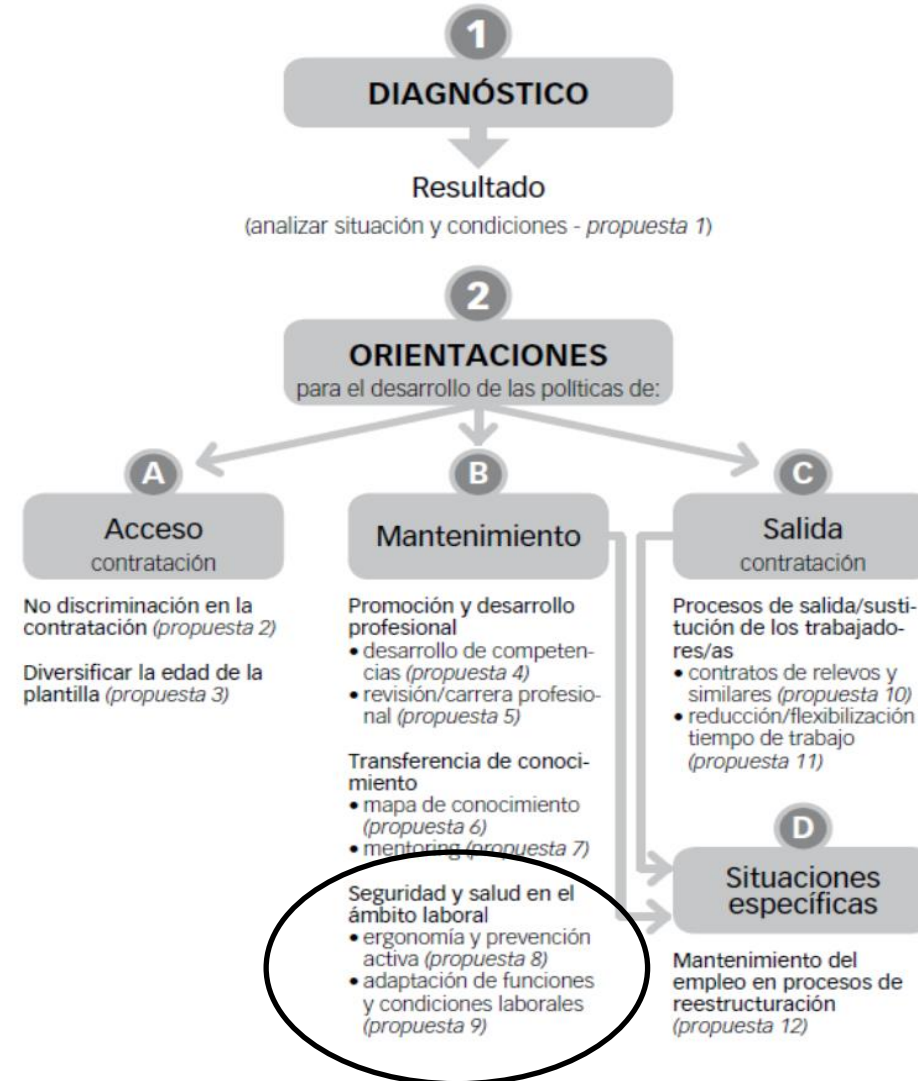 1
DIAGNÓSTICO
Resultado
(analizar situación y condiciones - propuesta 1)
2
ORIENTACIONES
para el desarrollo de las políticas de:
A
Acceso
contratación
No discriminación en la
contratación (propuesta 2)
Diversificar la edad de la
plantilla (propuesta 3)
B
Mantenimiento
Promoción y desarrollo
profesional
• desarrollo de competen-
cias (propuesta 4)
• revisión/carrera profesio-
nal (propuesta 5)
Transferencia de conoci-
miento
• mapa de conocimiento
(propuesta 6)
• mentoring (propuesta 7)
Seguridad y salud en el
ámbito laboral
• ergonomía y prevención
activa (propuesta 8)
• adaptación de funciones
y condiciones laborales
(propuesta 9)
C
Salida
contratación
Procesos de salida/susti-
tución de los trabajado-
res/as
• contratos de relevos y
similares (propuesta 10)
• reducción/flexibilización
tiempo de trabajo
(propuesta 11)
D
Situaciones
específicas
Mantenimiento del
empleo en procesos de
reestructuración
(propuesta 12)